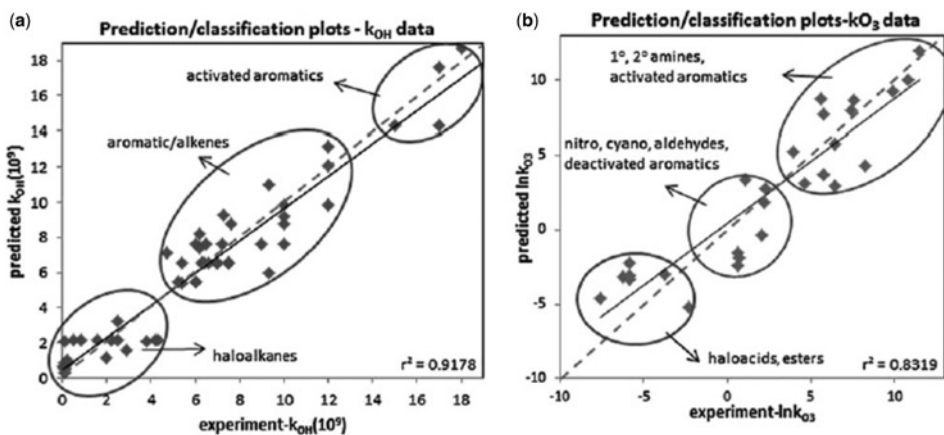 (a)
Prediction/classification plots - kOH data
activated aromatics
aromatic/alkenes
haloalkanes
r² = 0.9178
predicted kOH(10⁹)
18
16
14
12
10
8
6
4
2
0
0 2 4 6 8 10 12 14 16 18
experiment-kOH(10⁹)
(b)
Prediction/classification plots-kO₃ data
1°, 2° amines,
activated aromatics
nitro, cyano, aldehydes,
deactivated aromatics
haloacids, esters
r² = 0.8319
predicted lnkO3
10
5
0
-5
-10
-10 -5 0 5 10
experiment-lnkO3